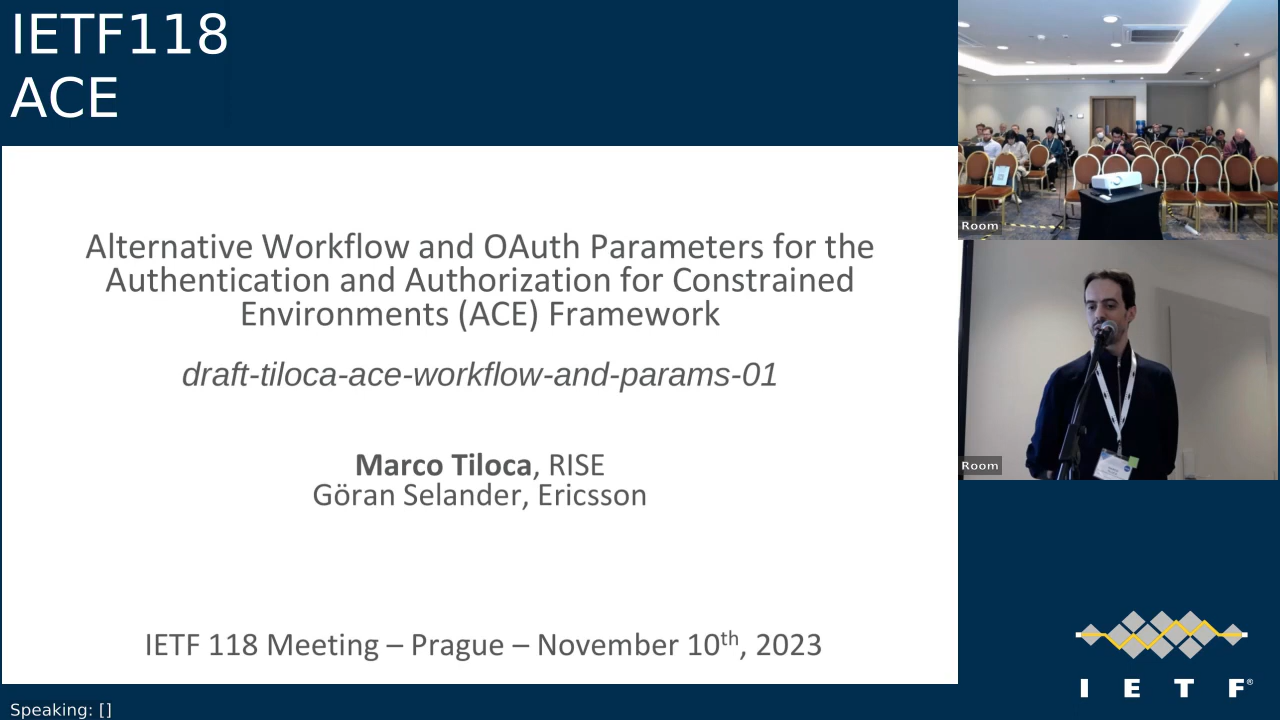 IETF118
ACE
Alternative Workflow and OAuth Parameters for the
Authentication and Authorization for Constrained
Environments (ACE) Framework
draft-tiloca-ace-workflow-and-params-01
Marco Tiloca, RISE
Göran Selander, Ericsson
IETF 118 Meeting – Prague – November 10th, 2023
Speaking: []
Room
Room
I E T F®